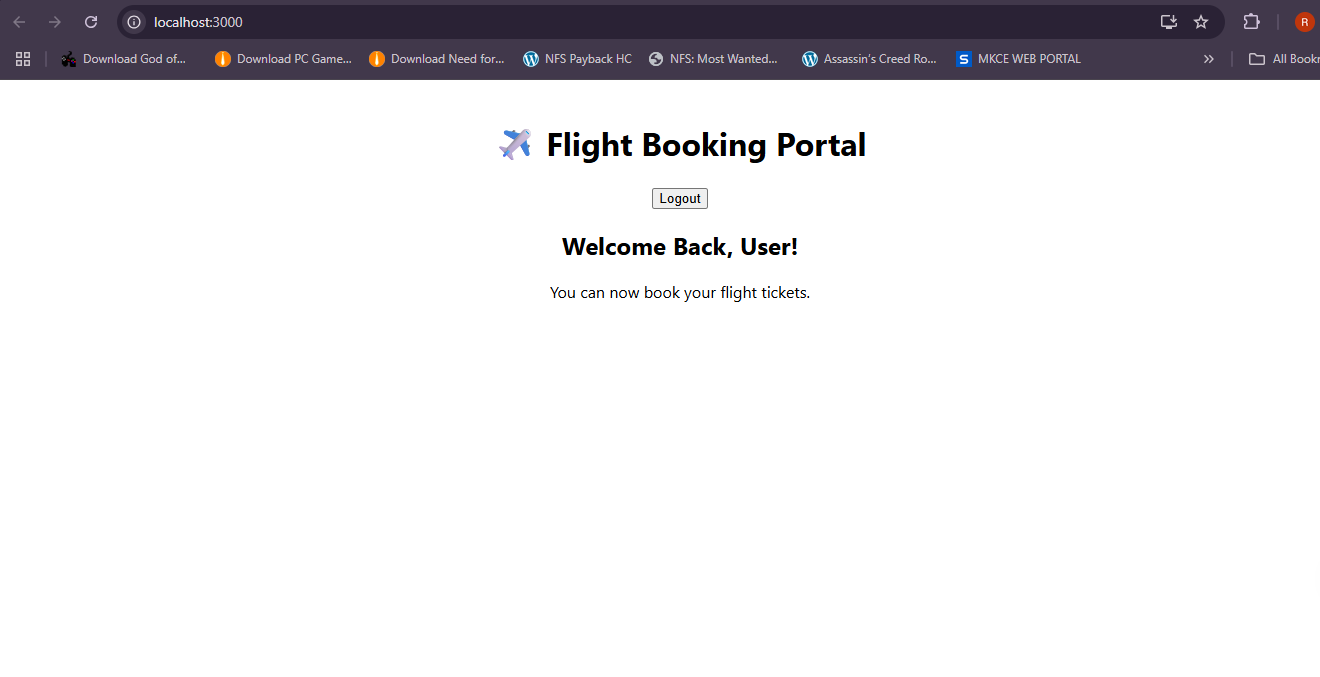 localhost:3000
R
Download God of... Download PC Game... Download Need for... NFS Payback HC NFS: Most Wanted... Assassin's Creed Ro... S MKCE WEB PORTAL » All Bookr
Flight Booking Portal
Logout
Welcome Back, User!
You can now book your flight tickets.